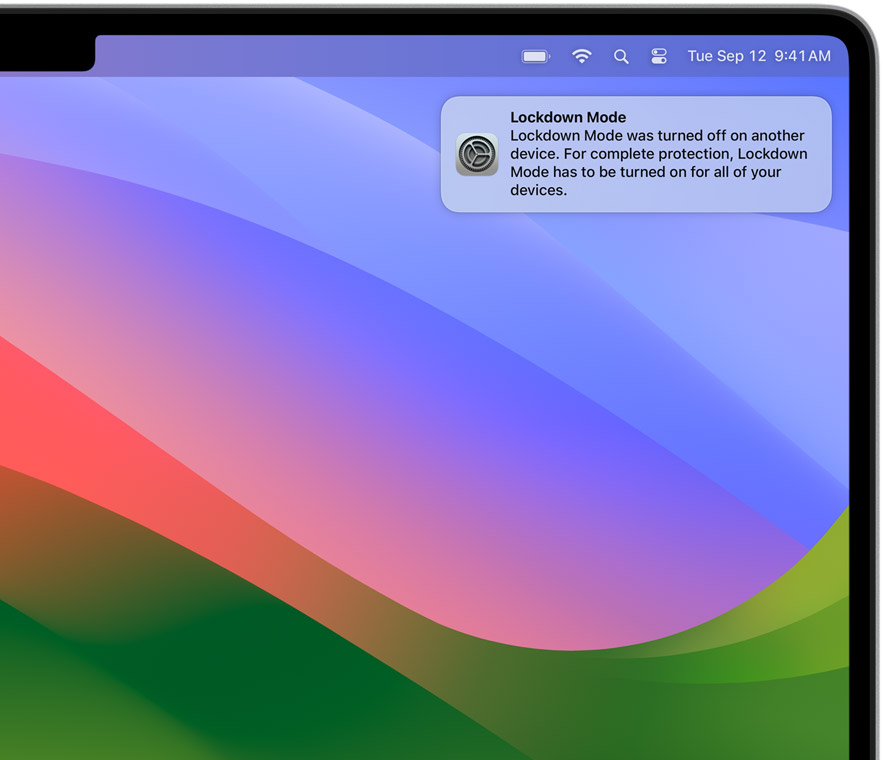 Tue Sep 12 9:41 AM
Lockdown Mode
Lockdown Mode was turned off on another
device. For complete protection, Lockdown
Mode has to be turned on for all of your
devices.